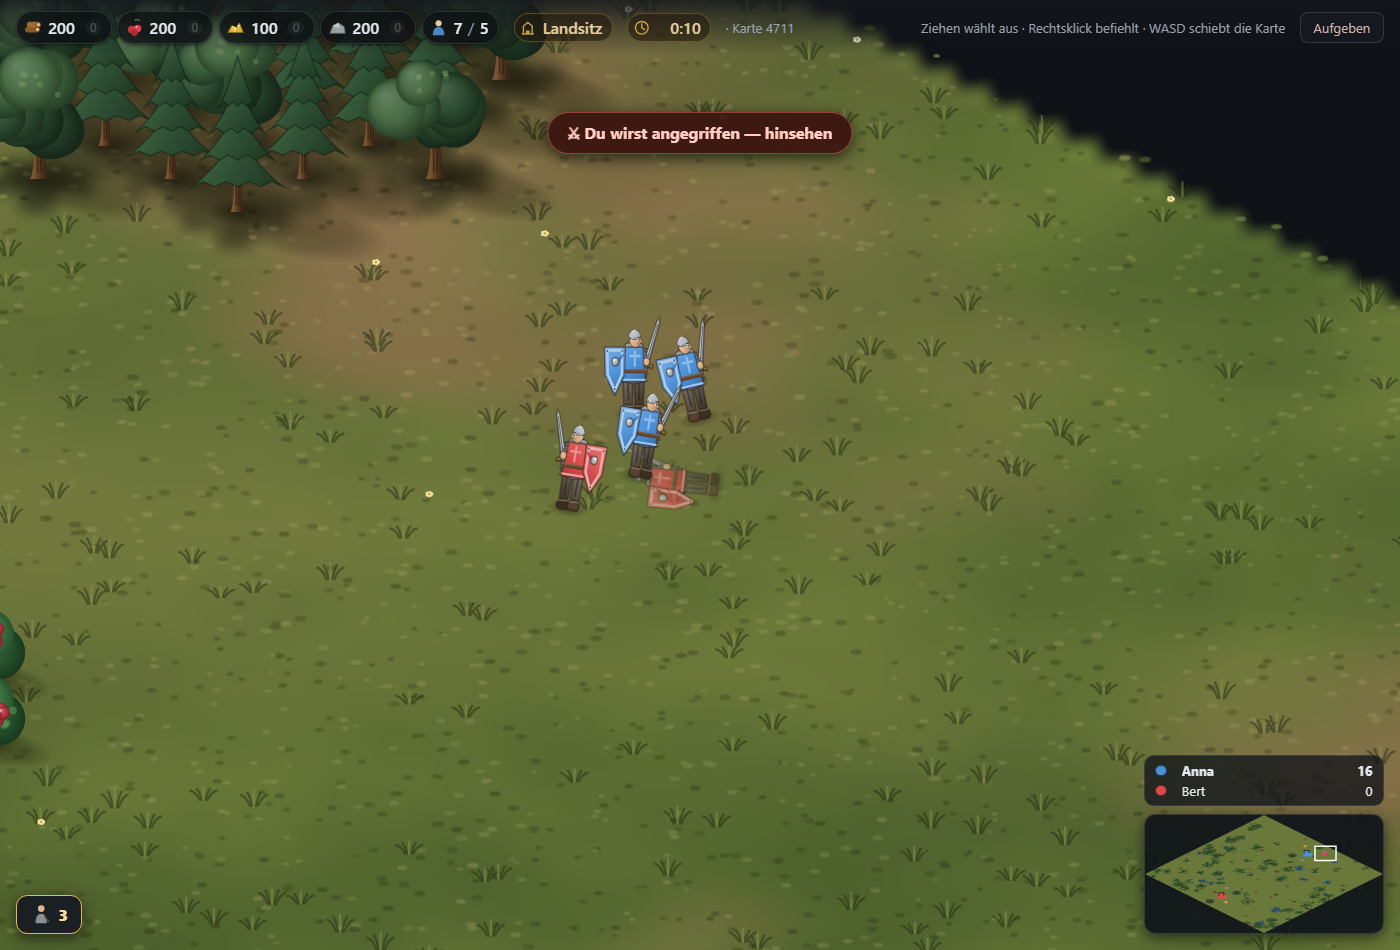 200 0 200 0 100 0 200 0 7 / 5 Landsitz 0:10 · Karte 4711 Ziehen wählt aus · Rechtsklick befiehlt · WASD schiebt die Karte Aufgeben
⚔ Du wirst angegriffen — hinsehen
Anna 16
Bert 0
3